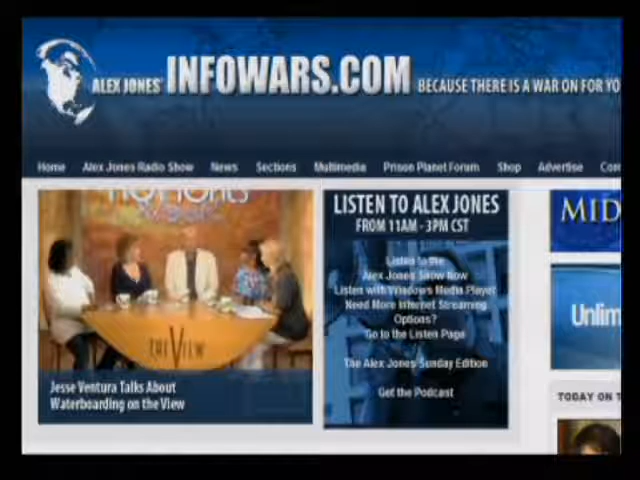 ALEX JONES' INFOWARS.COM BECAUSE THERE IS A WAR ON FOR YO
Home Alex Jones Radio Show News Sections Multimedia Prison Planet Forum Shop Advertise Con
HOT TOPICS
THE VIEW
Jesse Ventura Talks About
Waterboarding on the View
LISTEN TO ALEX JONES
FROM 11AM - 3PM CST
Listen to the
Alex Jones Show Now
Listen with Windows Media Player
Need More Internet Streaming
Options?
Go to the Listen Page
The Alex Jones Sunday Edition
Get the Podcast
MID
Unlim
TODAY ON T